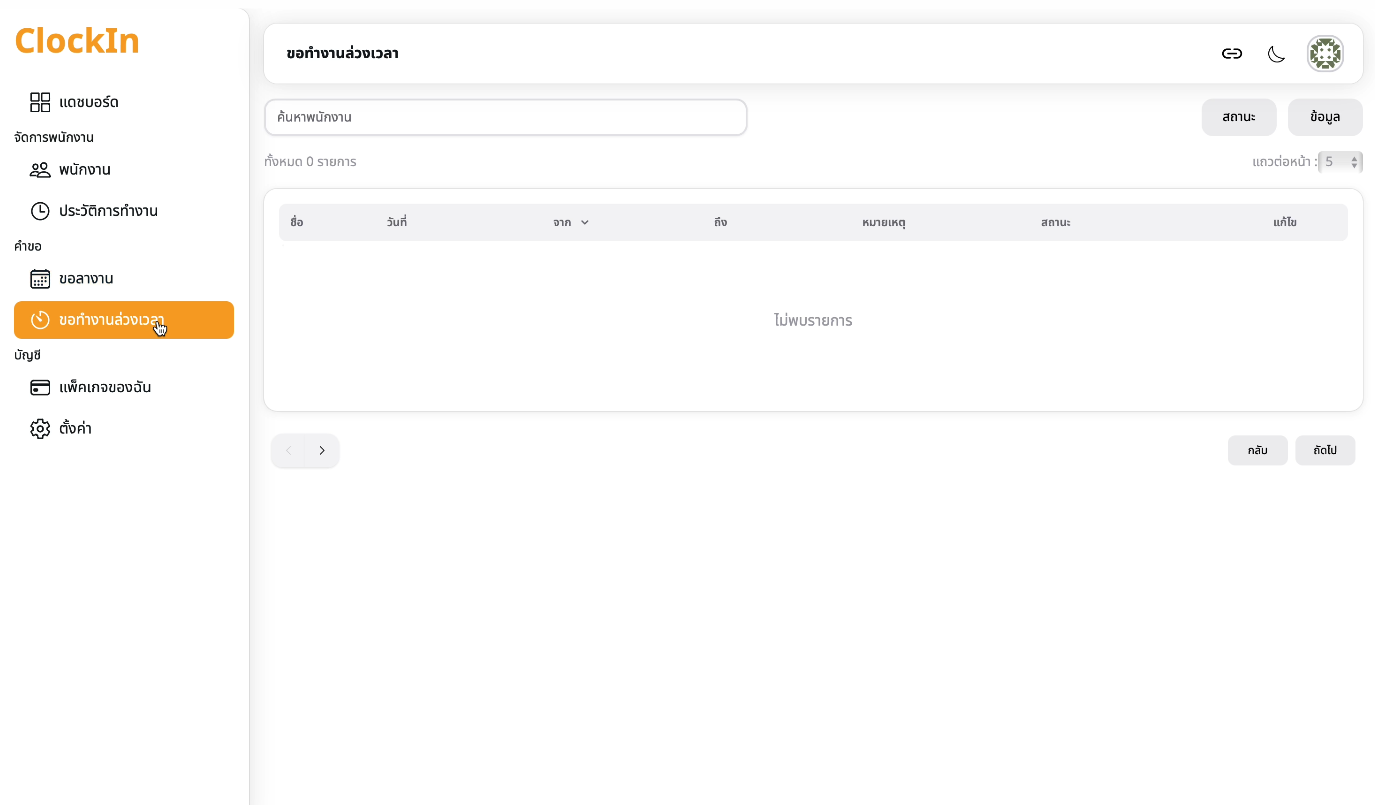 ClockIn
แดชบอร์ด
จัดการพนักงาน
พนักงาน
ประวัติการทำงาน
คำขอ
ขอลางาน
ขอทำงานล่วงเวลา
บัญชี
แพ็คเกจของฉัน
ตั้งค่า
ขอทำงานล่วงเวลา
ค้นหาพนักงาน
สถานะ ข้อมูล
ทั้งหมด 0 รายการ แถวต่อหน้า : 5
ชื่อ วันที่ จาก ถึง หมายเหตุ สถานะ แก้ไข
ไม่พบรายการ
กลับ ถัดไป